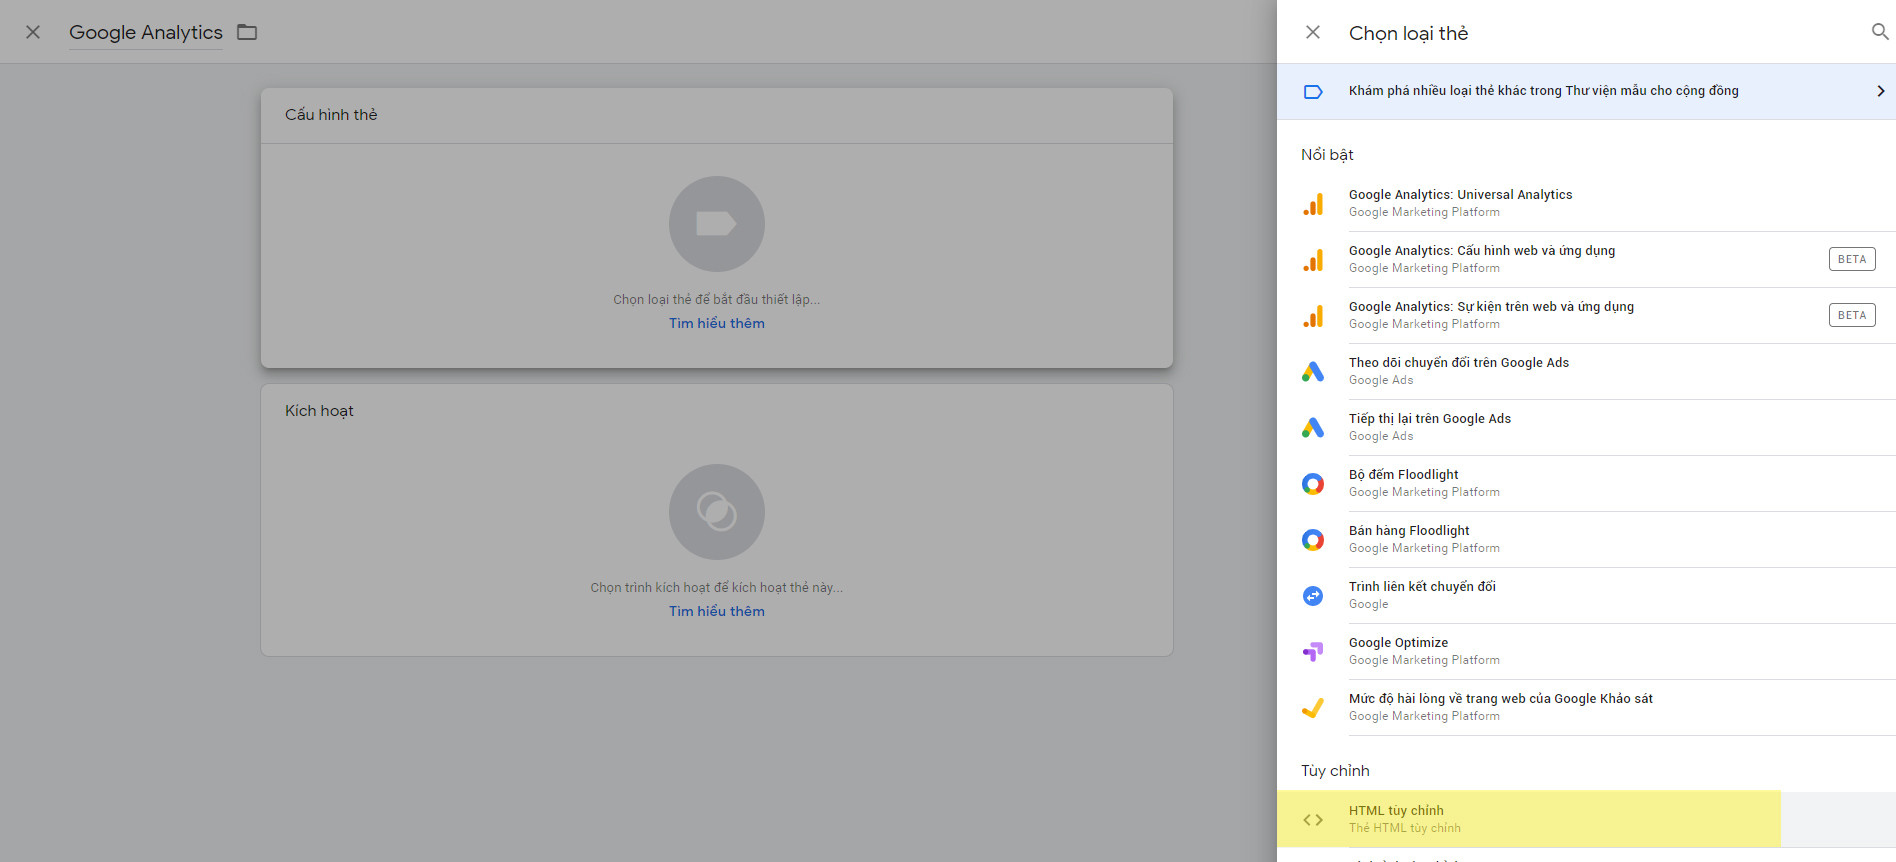 Google Analytics
Cấu hình thẻ
Chọn loại thẻ để bắt đầu thiết lập...
Tìm hiểu thêm
Kích hoạt
Chọn trình kích hoạt để kích hoạt thẻ này...
Tìm hiểu thêm
Chọn loại thẻ
Khám phá nhiều loại thẻ khác trong Thư viện mẫu cho cộng đồng
Nổi bật
Google Analytics: Universal Analytics
Google Marketing Platform
Google Analytics: Cấu hình web và ứng dụng
Google Marketing Platform
BETA
Google Analytics: Sự kiện trên web và ứng dụng
Google Marketing Platform
BETA
Theo dõi chuyển đổi trên Google Ads
Google Ads
Tiếp thị lại trên Google Ads
Google Ads
Bộ đếm Floodlight
Google Marketing Platform
Bán hàng Floodlight
Google Marketing Platform
Trình liên kết chuyển đổi
Google
Google Optimize
Google Marketing Platform
Mức độ hài lòng về trang web của Google Khảo sát
Google Marketing Platform
Tùy chỉnh
HTML tùy chỉnh
Thẻ HTML tùy chỉnh